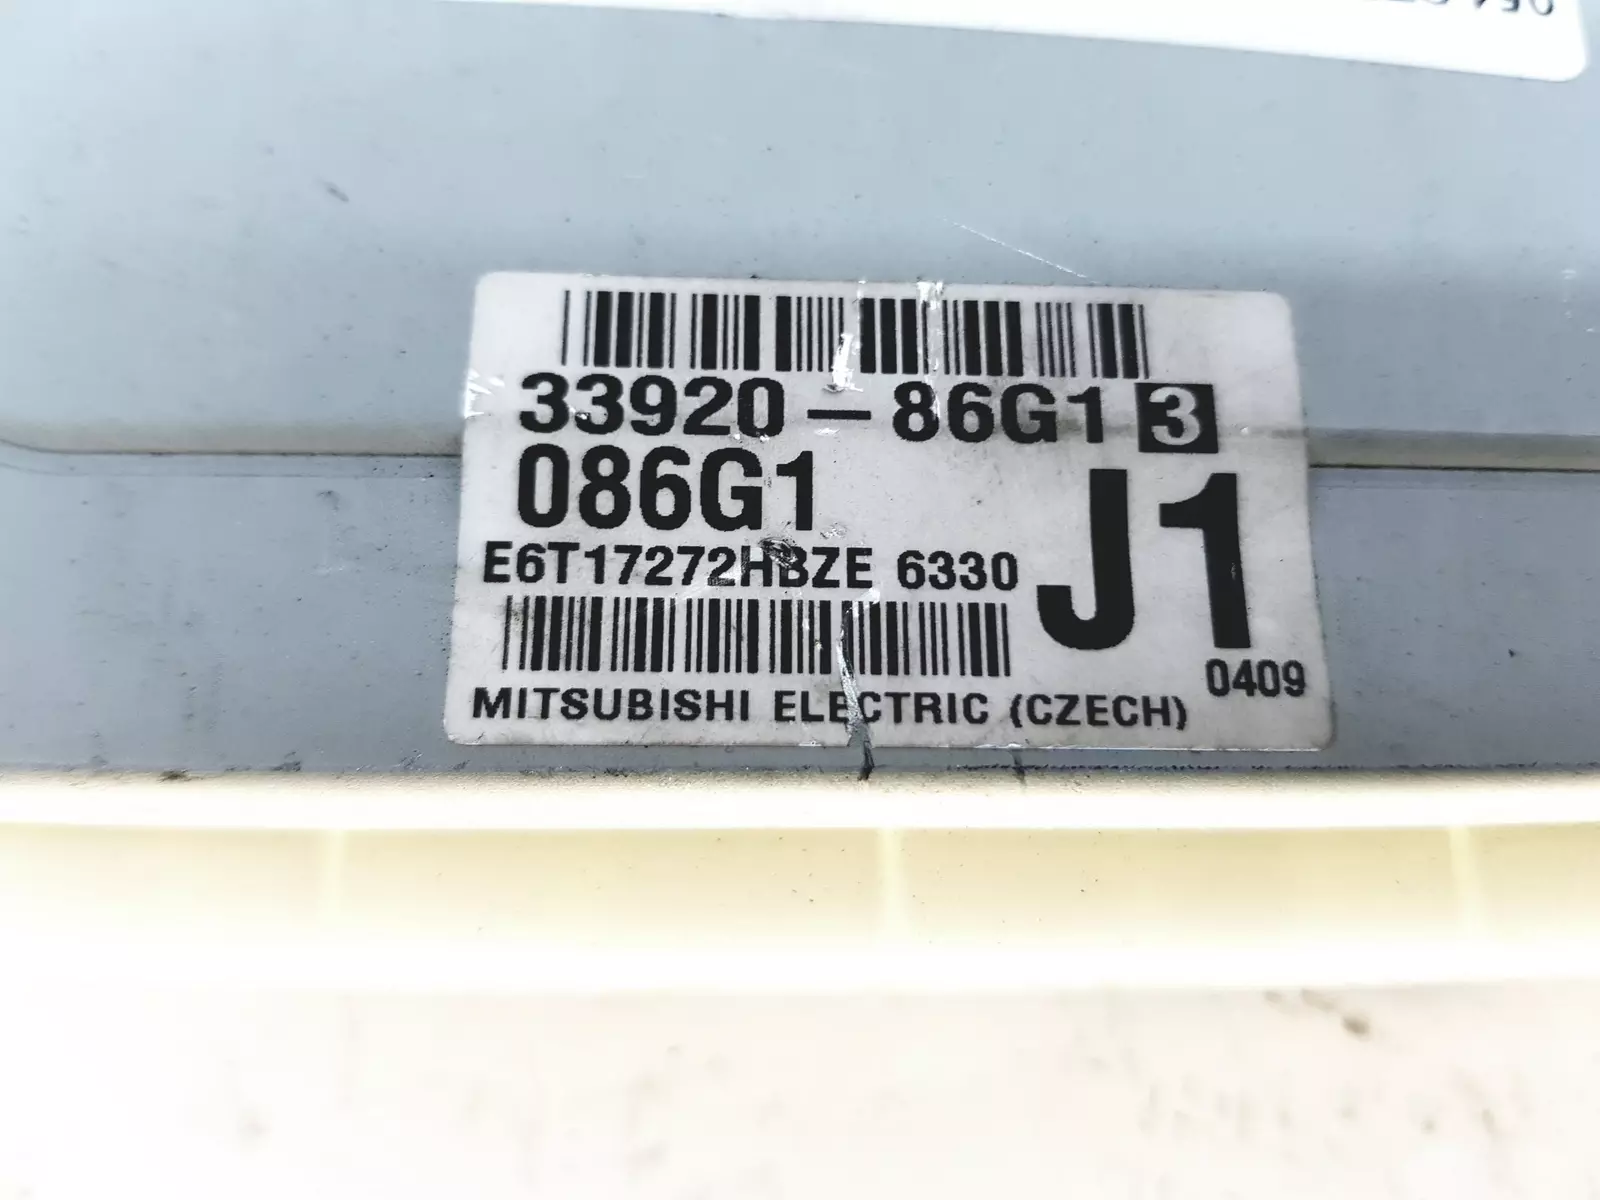 33920-86G1 3
086G1
J1
E6T17272HBZE 6330
0409
MITSUBISHI ELECTRIC (CZECH)